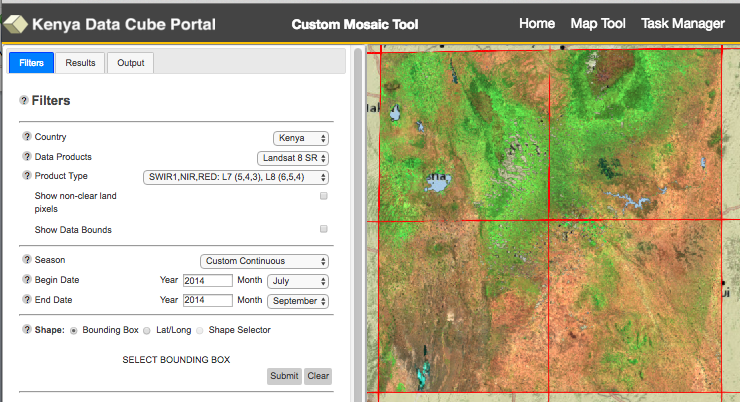 Kenya Data Cube Portal Custom Mosaic Tool Home Map Tool Task Manager
Filters Results Output
? Filters
? Country Kenya
? Data Products Landsat 8 SR
? Product Type SWIR1,NIR,RED: L7 (5,4,3), L8 (6,5,4)
Show non-clear land
pixels
Show Data Bounds
? Season Custom Continuous
? Begin Date Year 2014 Month July
? End Date Year 2014 Month September
? Shape: Bounding Box Lat/Long Shape Selector
SELECT BOUNDING BOX
Submit Clear